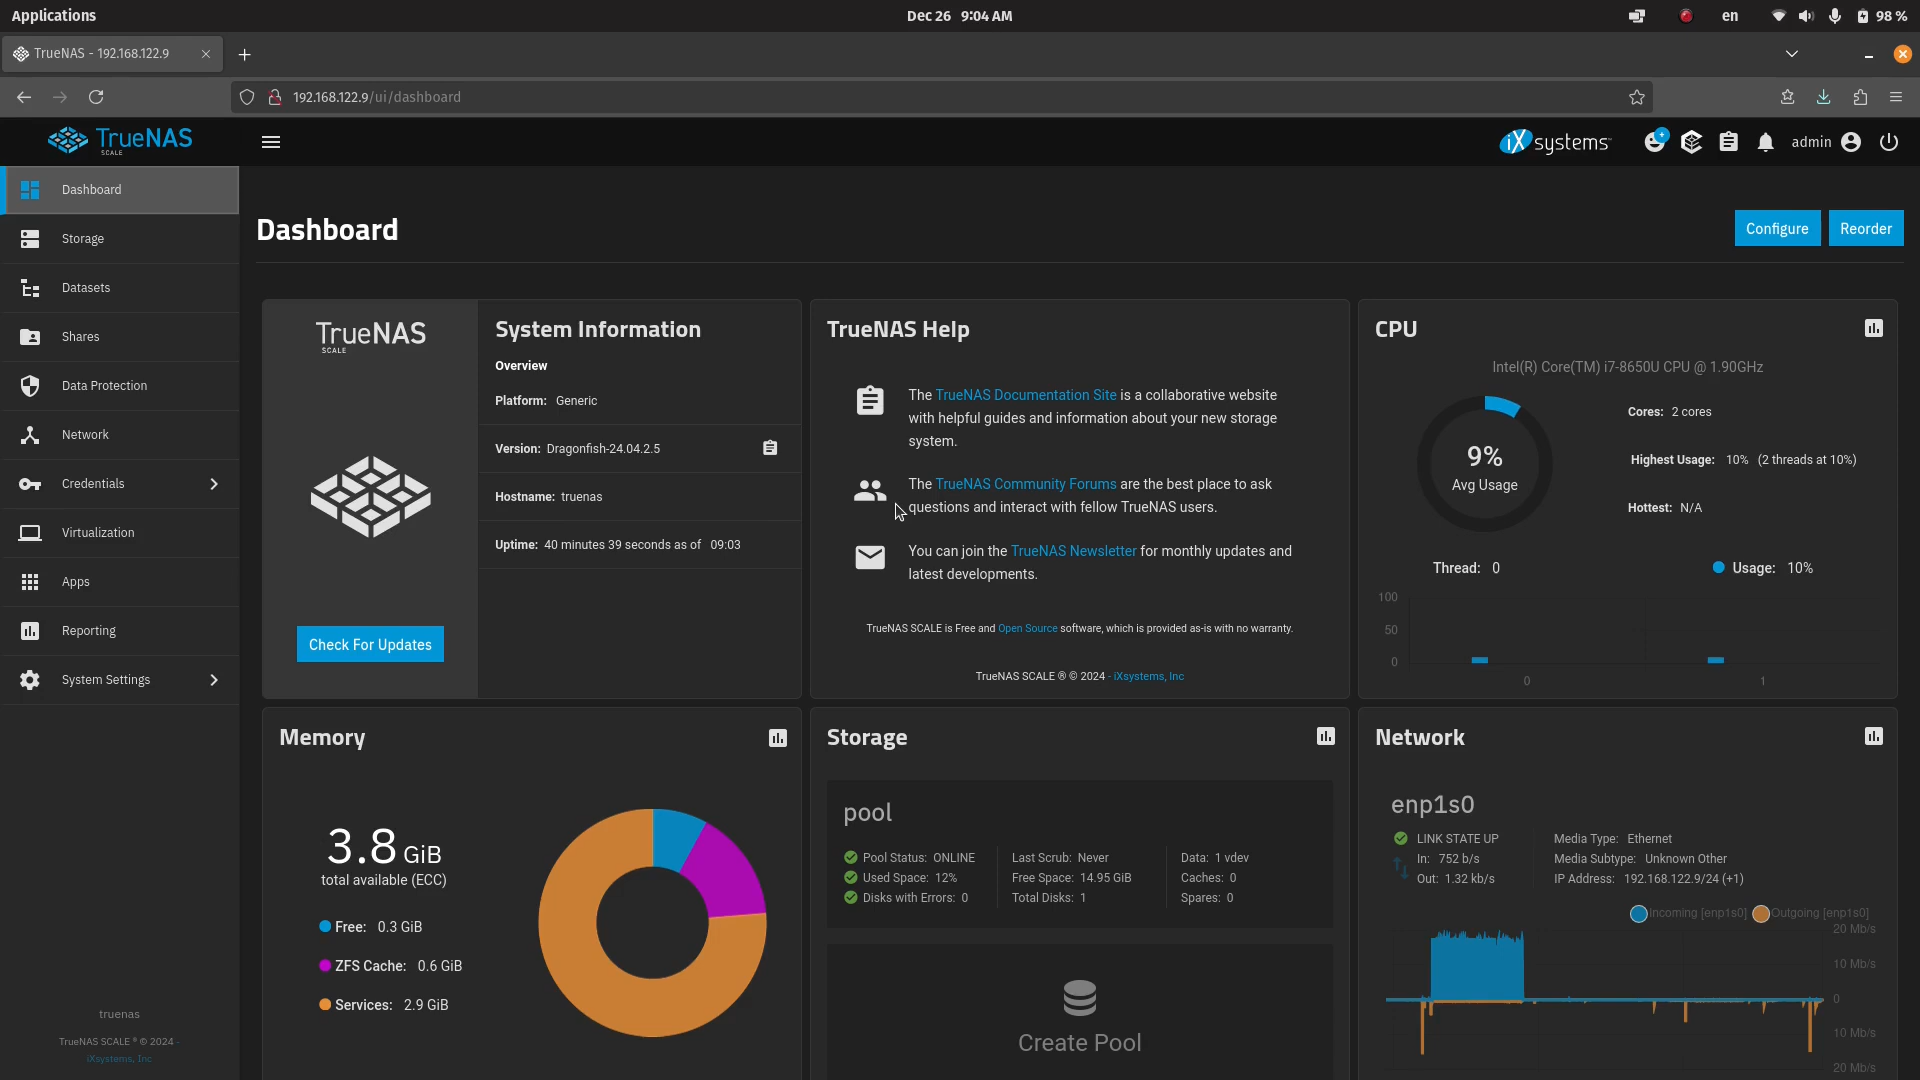 Applications
Dec 26 9:04 AM
en
98 %
TrueNAS - 192.168.122.9
192.168.122.9/ui/dashboard
TrueNAS
SCALE
iXsystems
admin
Dashboard
Storage
Datasets
Shares
Data Protection
Network
Credentials
Virtualization
Apps
Reporting
System Settings
truenas
TrueNAS SCALE ® © 2024 -
iXsystems, Inc
Dashboard
Configure
Reorder
TrueNAS
SCALE
Check For Updates
System Information
Overview
Platform: Generic
Version: Dragonfish-24.04.2.5
Hostname: truenas
Uptime: 40 minutes 39 seconds as of 09:03
TrueNAS Help
The TrueNAS Documentation Site is a collaborative website
with helpful guides and information about your new storage
system.
The TrueNAS Community Forums are the best place to ask
questions and interact with fellow TrueNAS users.
You can join the TrueNAS Newsletter for monthly updates and
latest developments.
TrueNAS SCALE is Free and Open Source software, which is provided as-is with no warranty.
TrueNAS SCALE ® © 2024 - iXsystems, Inc
CPU
Intel(R) Core(TM) i7-8650U CPU @ 1.90GHz
9%
Avg Usage
Cores: 2 cores
Highest Usage: 10% (2 threads at 10%)
Hottest: N/A
Thread: 0
Usage: 10%
100
50
0
0
1
Memory
3.8 GiB
total available (ECC)
Free: 0.3 GiB
ZFS Cache: 0.6 GiB
Services: 2.9 GiB
Storage
pool
Pool Status: ONLINE
Used Space: 12%
Disks with Errors: 0
Last Scrub: Never
Free Space: 14.95 GiB
Total Disks: 1
Data: 1 vdev
Caches: 0
Spares: 0
Create Pool
Network
enp1s0
LINK STATE UP
In: 752 b/s
Out: 1.32 kb/s
Media Type: Ethernet
Media Subtype: Unknown Other
IP Address: 192.168.122.9/24 (+1)
Incoming [enp1s0]
Outgoing [enp1s0]
20 Mb/s
10 Mb/s
0
10 Mb/s
20 Mb/s